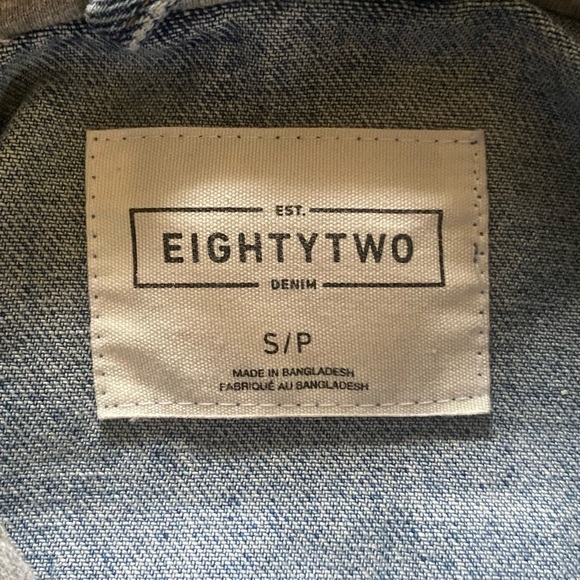 EST.
EIGHTYTWO
DENIM
S/P
MADE IN BANGLADESH
FABRIQUÉ AU BANGLADESH